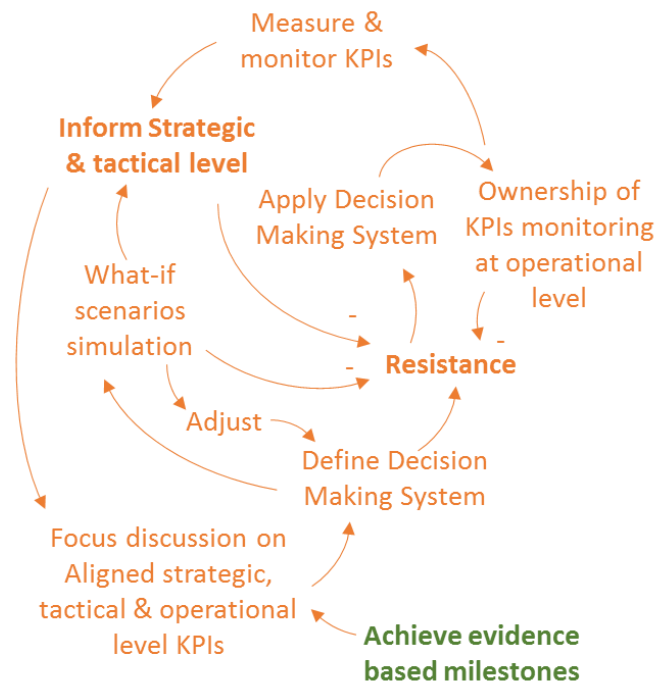 Measure &
monitor KPIs
Inform Strategic
& tactical level
Apply Decision
Making System
Ownership of
KPIs monitoring
at operational
level
What-if
scenarios
simulation
-
-
-
Resistance
Adjust
Define Decision
Making System
Focus discussion on
Aligned strategic,
tactical & operational
level KPIs
Achieve evidence
based milestones